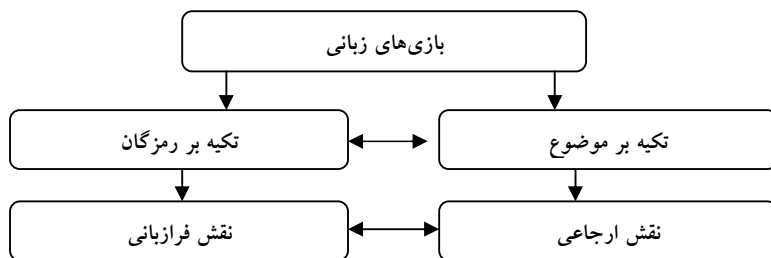 بازی‌های زبانی
تکیه بر موضوع
تکیه بر رمزگان
نقش ارجاعی
نقش فرازبانی